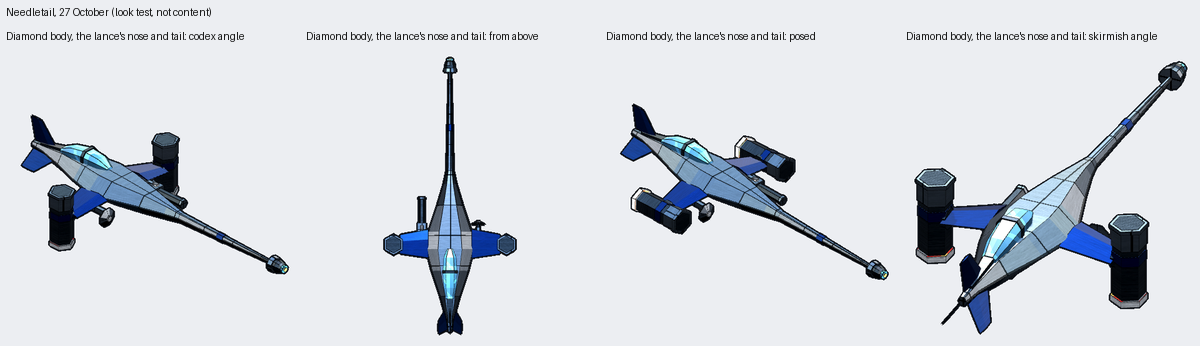 Needletail, 27 October (look test, not content)
Diamond body, the lance's nose and tail: codex angle
Diamond body, the lance's nose and tail: from above
Diamond body, the lance's nose and tail: posed
Diamond body, the lance's nose and tail: skirmish angle